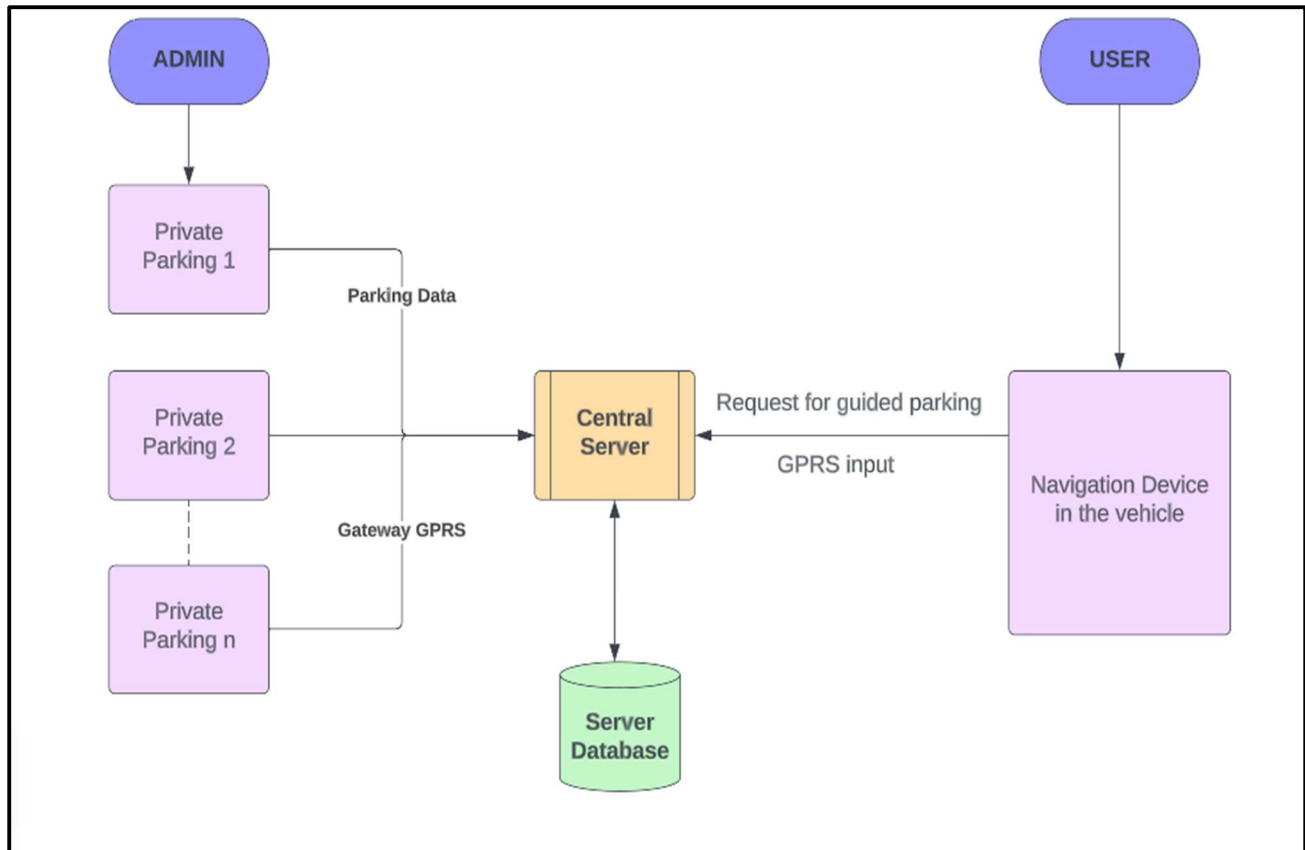 ADMIN
USER
Private
Parking 1
Parking Data
Private
Parking 2
Central
Server
Request for guided parking
GPRS input
Navigation Device
in the vehicle
Gateway GPRS
Private
Parking n
Server
Database